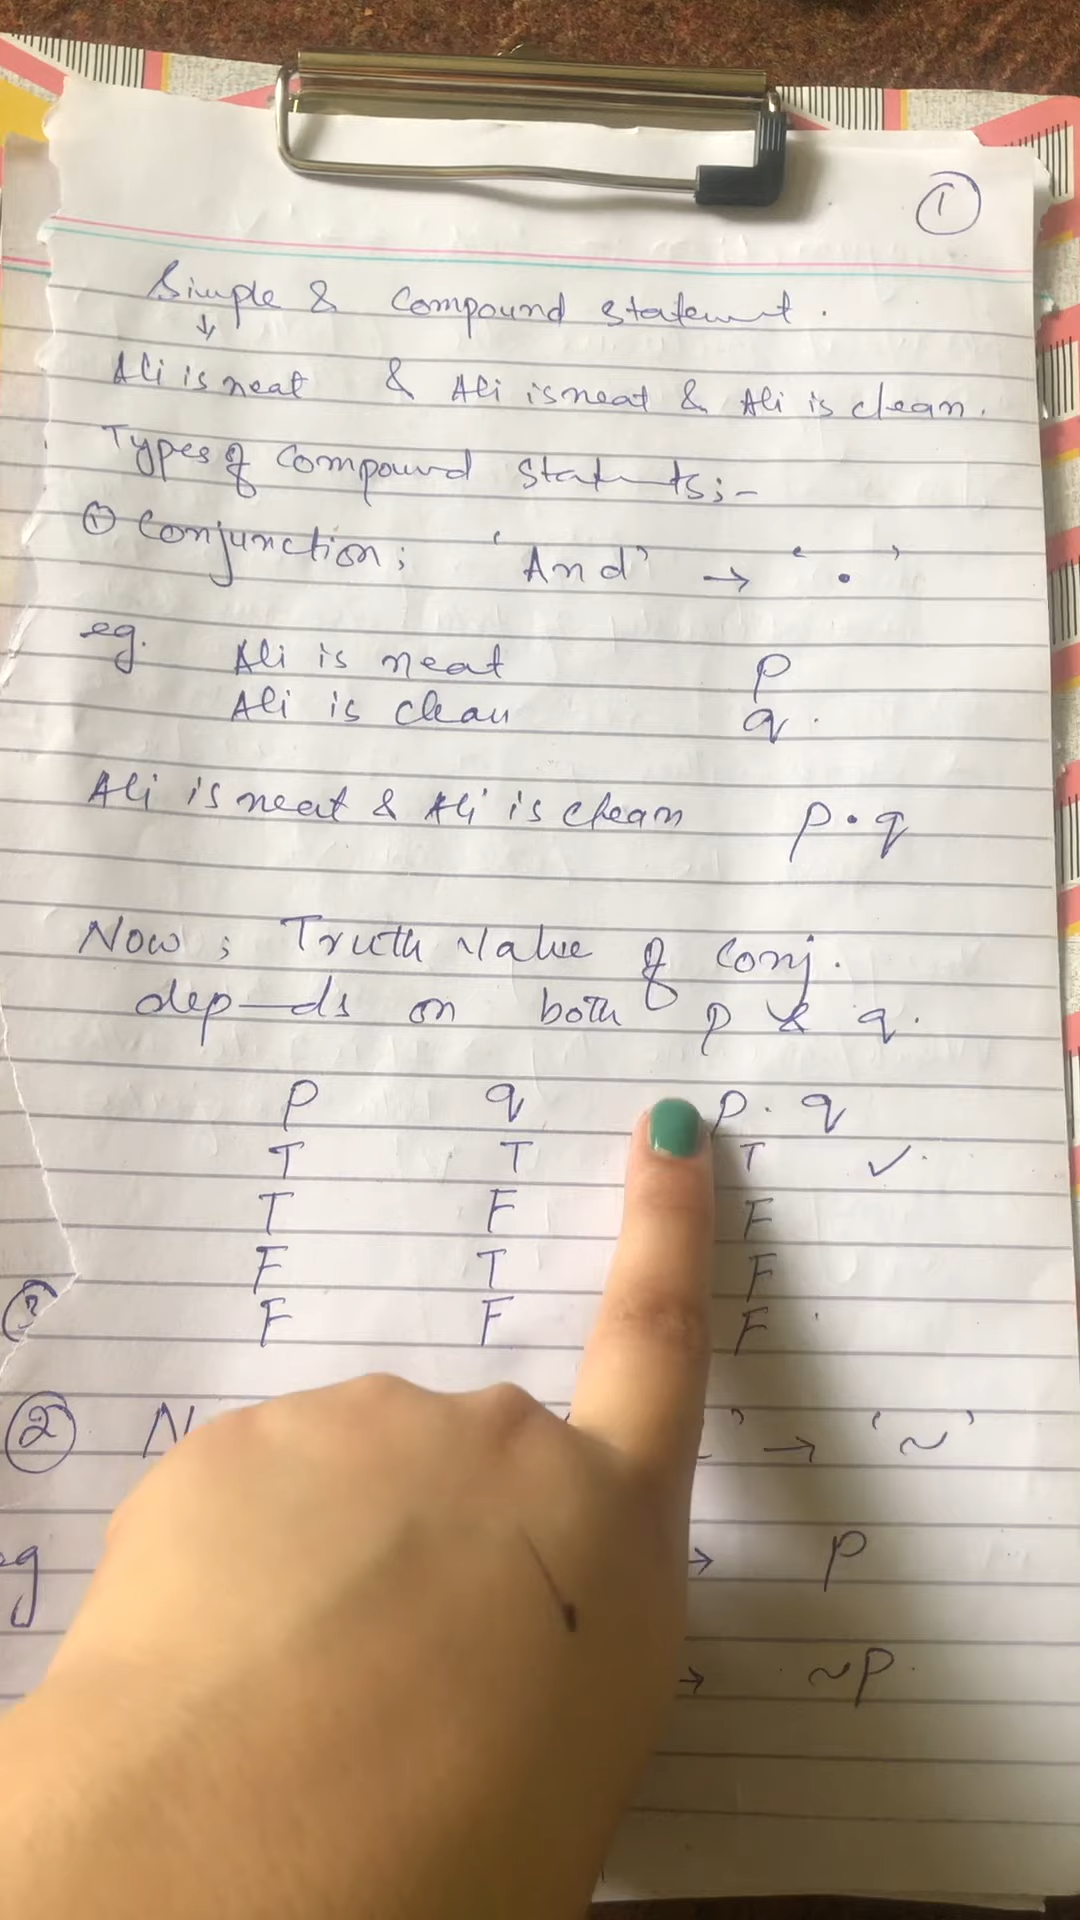 ①
Simple & Compound Statement.
↓
Ali is neat & Ali is neat & Ali is clean.
Types of Compound Statents;-
① Conjunction; 'And' → '•'
eg. Ali is neat p
Ali is clean q.
Ali is neat & Ali is clean p • q
Now; Truth Value of Conj.
depends on both p & q.
p q p . q
T T T ✓
T F F
F T F
F F F
②  → '~'
eg → p
→ ~p.